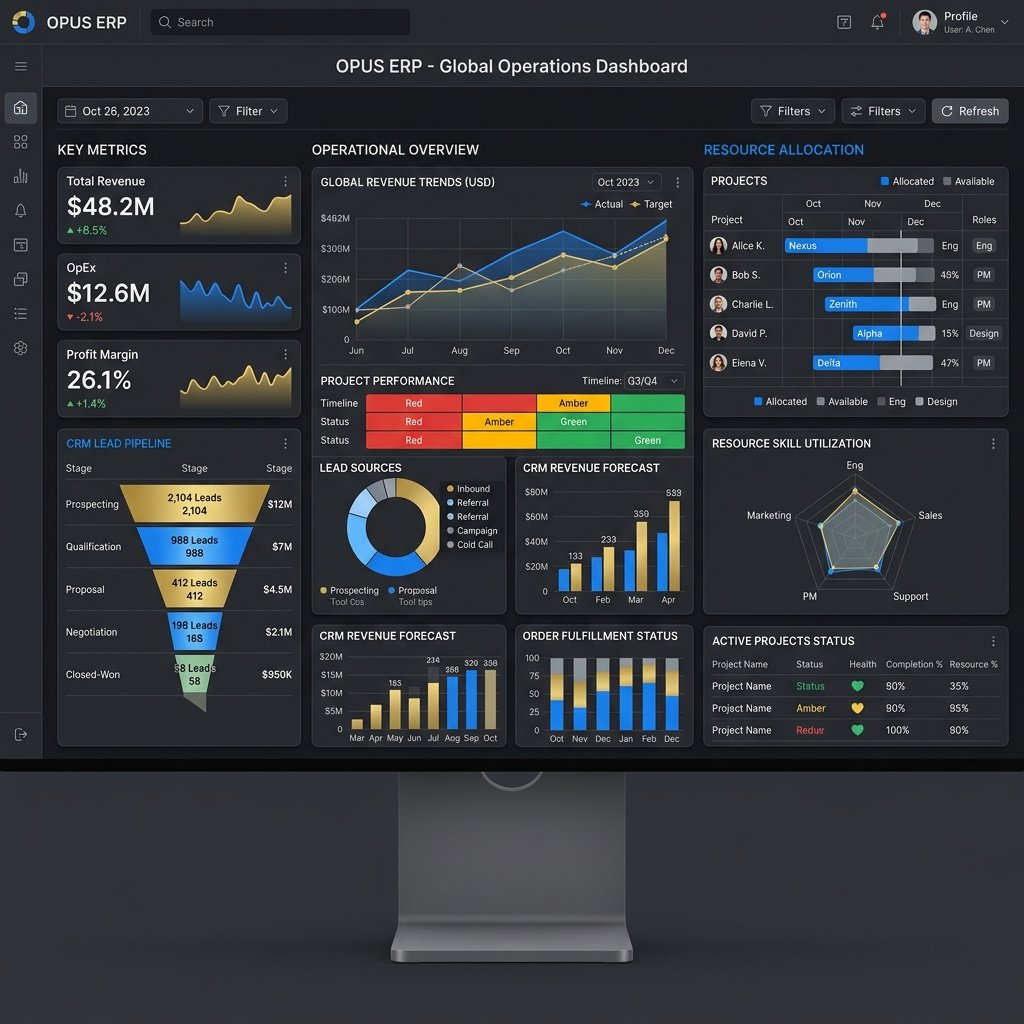 OPUS ERP
Search
Profile
User: A. Chen
OPUS ERP - Global Operations Dashboard
Oct 26, 2023
Filter
Filters
Filters
Refresh
KEY METRICS
Total Revenue
$48.2M
+8.5%
OpEx
$12.6M
-2.1%
Profit Margin
26.1%
+1.4%
CRM LEAD PIPELINE
Stage Stage Stage
Prospecting 2,104 Leads 2,104 $12M
Qualification 988 Leads 988 $7M
Proposal 412 Leads 412 $4.5M
Negotiation 198 Leads $2.1M
Closed-Won 58 $950K
OPERATIONAL OVERVIEW
GLOBAL REVENUE TRENDS (USD)
Oct 2023
Actual Target
$462M
$206M
$100M
0
Jun Jul Aug Sep Oct Nov Dec
PROJECT PERFORMANCE
Timeline: G3/Q4
Timeline Red Amber
Status Red Amber Green
Status Red Green
LEAD SOURCES
Inbound
Referral
Referral
Campaign
Cold Call
Prospecting Proposal
Tool Cos Tool tips
CRM REVENUE FORECAST
$60M
$40M
$20M
0
133 233 350
Oct Feb Mar Apr
CRM REVENUE FORECAST
$20M
$15M
$10M
$5M
0
234 320
Mar Apr May Jun Jul Aug Sep Oct
ORDER FULFILLMENT STATUS
100
75
50
25
0
Oct Nev Dec Jan Feb Dec
RESOURCE ALLOCATION
PROJECTS
Allocated Available
Project
Oct Nov Dec
Oct Nov Dec
Roles
Alice K. Nexus Eng Eng
Bob S. Orion PM
Charlie L. Zenith Eng PM
David P. Alpha 15% Design
Elena V. Delta 47% PM
Allocated Available Eng Design
RESOURCE SKILL UTILIZATION
Eng
Marketing
Sales
PM
Support
ACTIVE PROJECTS STATUS
Project Name Status Health Completion % Resource %
Project Name Status 90% 35%
Project Name Amber 90% 95%
Project Name 100% 90%